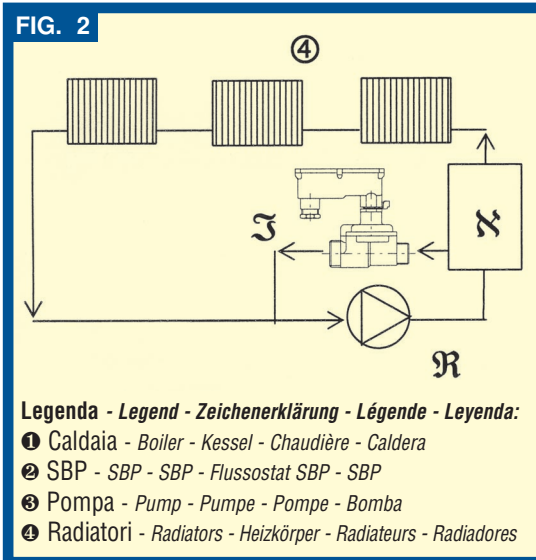 FIG. 2
④
ℑ
ℵ
ℜ
Legenda - Legend - Zeichenerklärung - Légende - Leyenda:
❶ Caldaia - Boiler - Kessel - Chaudière - Caldera
❷ SBP - SBP - SBP - Flussostat SBP - SBP
❸ Pompa - Pump - Pumpe - Pompe - Bomba
❹ Radiatori - Radiators - Heizkörper - Radiateurs - Radiadores